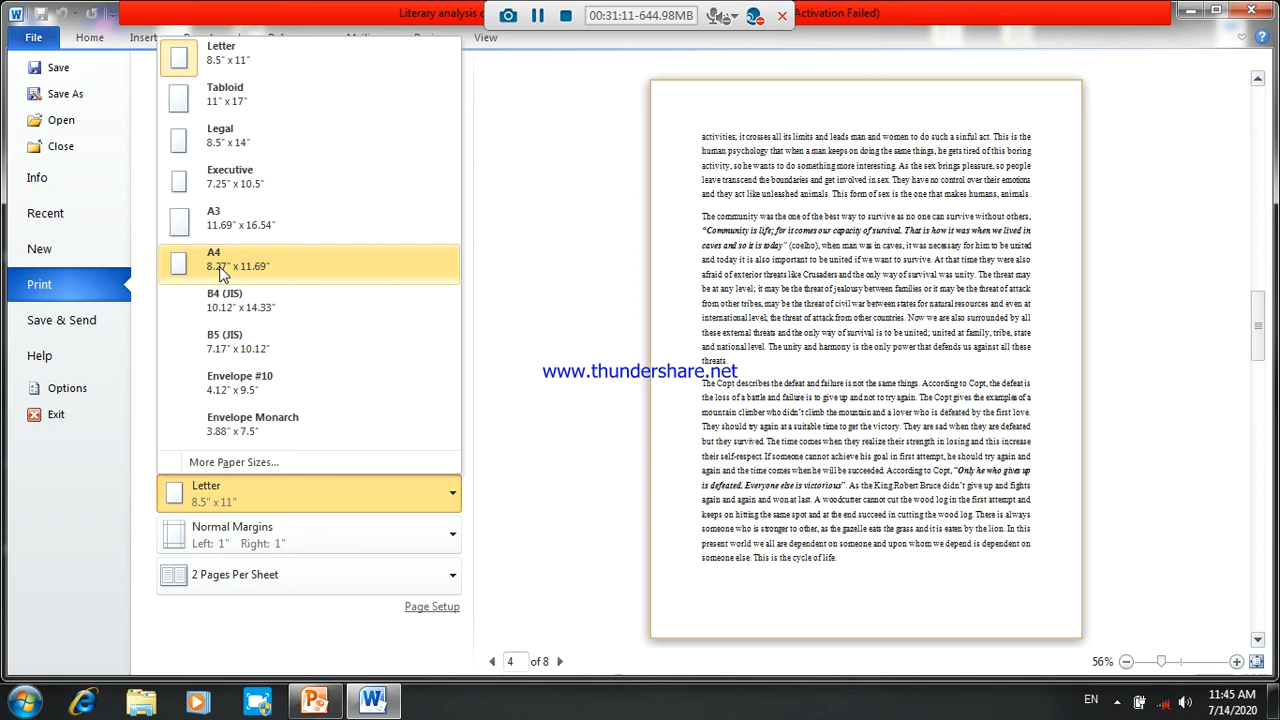 Literary analysis
Activation Failed)
00:31:11-644.98MB
File
Home
Insert
Mailings
View
Save
Save As
Open
Close
Info
Recent
New
Print
Save & Send
Help
Options
Exit
Letter
8.5" x 11"
Tabloid
11" x 17"
Legal
8.5" x 14"
Executive
7.25" x 10.5"
A3
11.69" x 16.54"
A4
8.27" x 11.69"
B4 (JIS)
10.12" x 14.33"
B5 (JIS)
7.17" x 10.12"
Envelope #10
4.12" x 9.5"
Envelope Monarch
3.88" x 7.5"
More Paper Sizes...
Letter
8.5" x 11"
Normal Margins
Left: 1" Right: 1"
2 Pages Per Sheet
Page Setup
activities; it crosses all its limits and leads man and women to do such a sinful act. This is the
human psychology that when a man keeps on doing the same things, he gets tired of this boring
activity, so he wants to do something more interesting. As the sex brings pleasure, so people
leave transcend the boundaries and get involved in sex. They have no control over their emotions
and they act like unleashed animals. This form of sex is the one that makes humans, animals.
The community was the one of the best way to survive as no one can survive without others,
"Community is life; for it comes our capacity of survival. That is how it was when we lived in
caves and so it is today" (coelho), when man was in caves, it was necessary for him to be united
and today it is also important to be united if we want to survive. At that time they were also
afraid of exterior threats like Crusaders and the only way of survival was unity. The threat may
be at any level; it may be the threat of jealousy between families or it may be the threat of attack
from other tribes, may be the threat of civil war between states for natural resources and even at
international level; the threat of attack from other countries. Now we are also surrounded by all
these external threats and the only way of survival is to be united; united at family, tribe, state
and national level. The unity and harmony is the only power that defends us against all these
threats.
www.thundershare.net
The Copt describes the defeat and failure is not the same things. According to Copt, the defeat is
the loss of a battle and failure is to give up and not to try again. The Copt gives the examples of a
mountain climber who didn't climb the mountain and a lover who is defeated by the first love.
They should try again at a suitable time to get the victory. They are sad when they are defeated
but they survived. The time comes when they realize their strength in losing and this increase
their self-respect. If someone cannot achieve his goal in first attempt, he should try again and
again and the time comes when he will be succeeded. According to Copt, "Only he who gives up
is defeated. Everyone else is victorious". As the King Robert Bruce didn't give up and fights
again and again and won at last. A woodcutter cannot cut the wood log in the first attempt and
keeps on hitting the same spot and at the end succeed in cutting the wood log. There is always
someone who is stronger to other, as the gazelle eats the grass and it is eaten by the lion. In this
present world we all are dependent on someone and upon whom we depend is dependent on
someone else. This is the cycle of life.
4 of 8
56%
EN
11:45 AM
7/14/2020